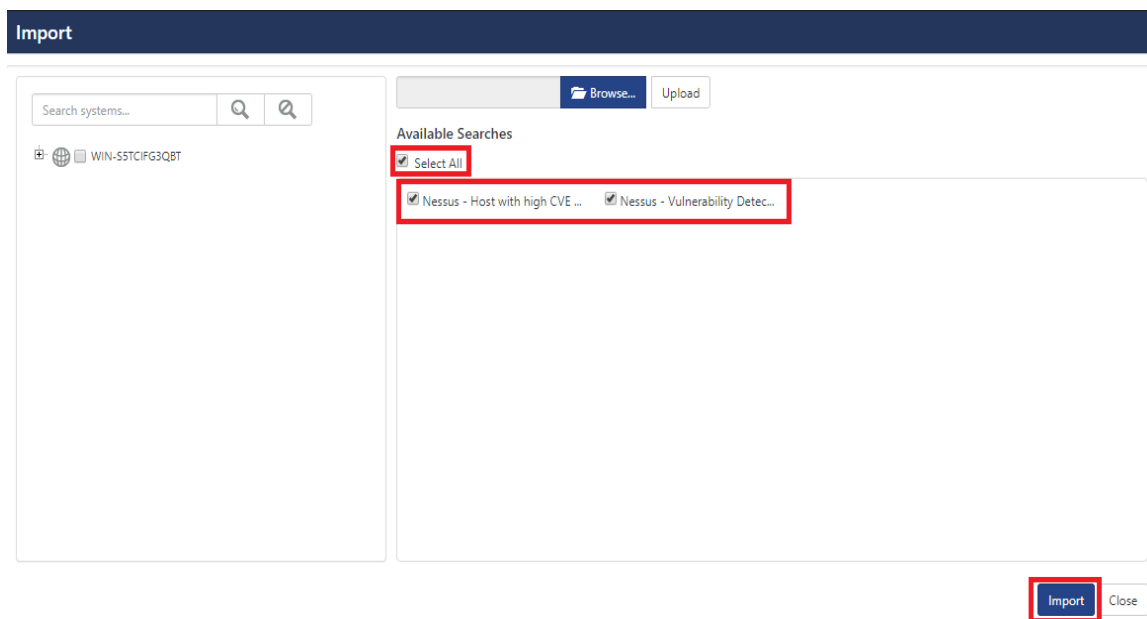 Import
Search systems...
WIN-S5TCIFG3QBT
Browse...
Upload
Available Searches
Select All
Nessus - Host with high CVE ...
Nessus - Vulnerability Detec...
Import
Close